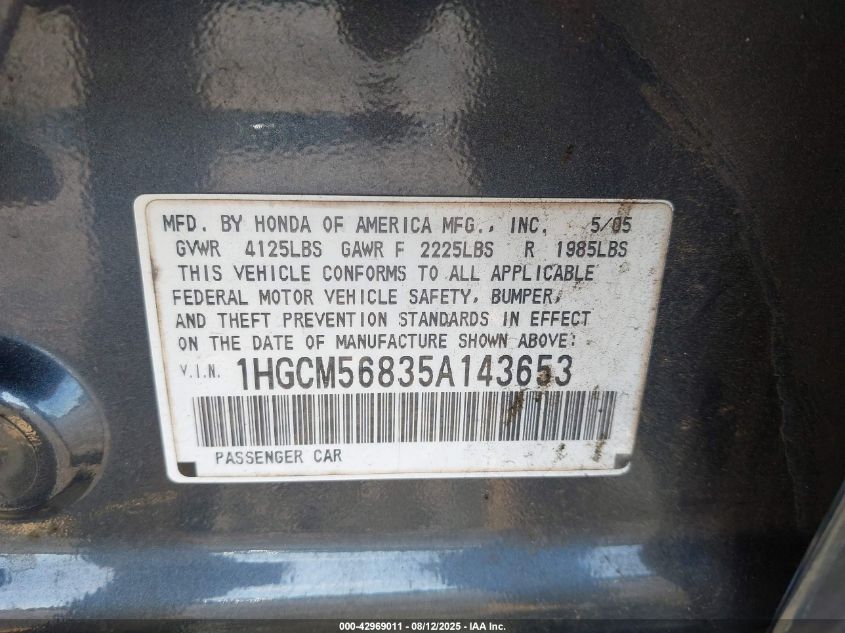 MFD. BY HONDA OF AMERICA MFG., INC. 5/05
GVWR 4125LBS GAWR F 2225LBS R 1985LBS
THIS VEHICLE CONFORMS TO ALL APPLICABLE
FEDERAL MOTOR VEHICLE SAFETY, BUMPER,
AND THEFT PREVENTION STANDARDS IN EFFECT
ON THE DATE OF MANUFACTURE SHOWN ABOVE:
V.I.N. 1HGCM56835A143653
PASSENGER CAR
000-42969011 - 08/12/2025 - IAA Inc.